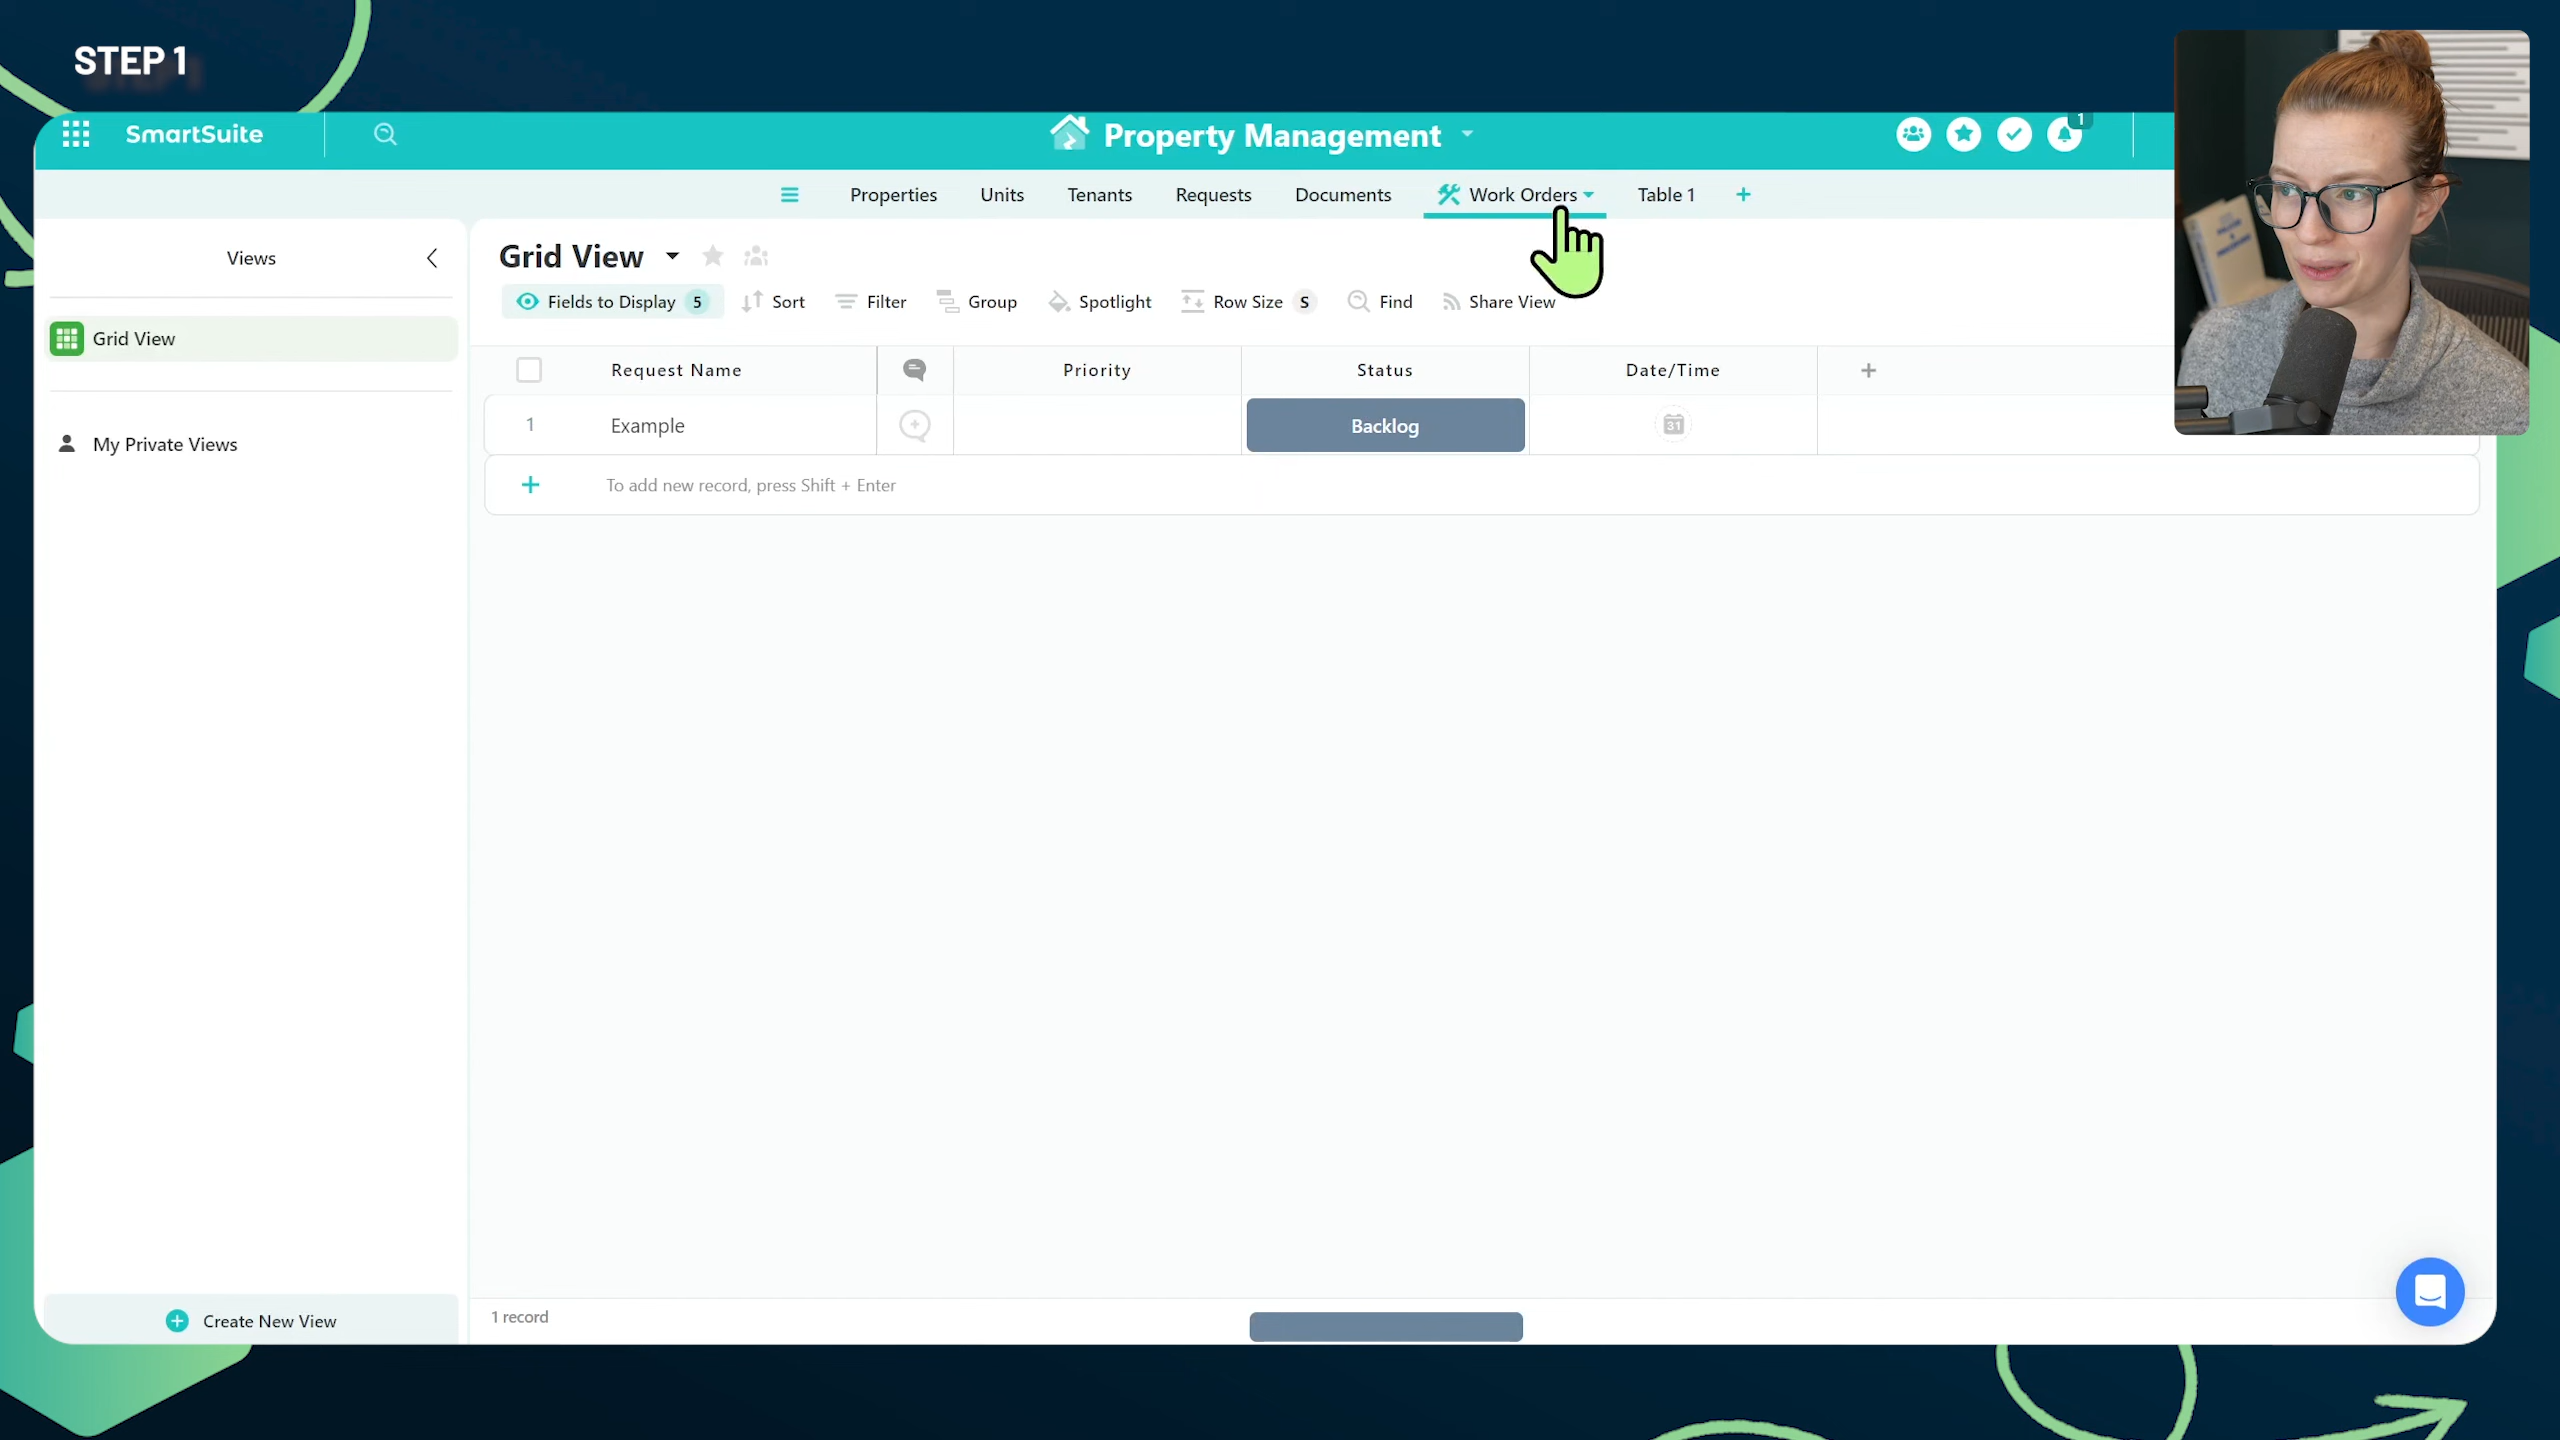 STEP 1
SmartSuite
Property Management
1
Properties
Units
Tenants
Requests
Documents
Work Orders
Table 1
Views
Grid View
Fields to Display 5
Sort
Filter
Group
Spotlight
Row Size S
Find
Share View
Grid View
My Private Views
Request Name
Priority
Status
Date/Time
1
Example
Backlog
31
To add new record, press Shift + Enter
Create New View
1 record